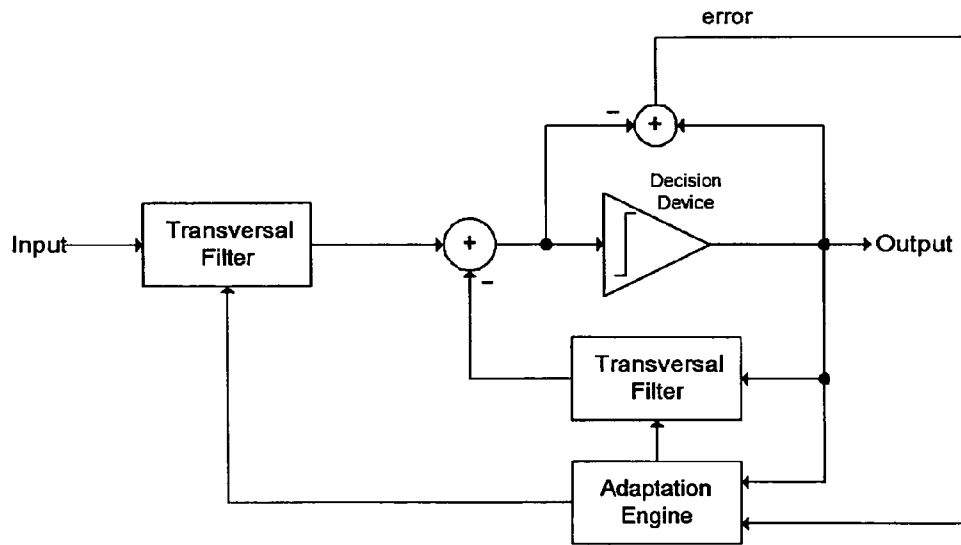 error
−
+
Decision
Device
Input
Transversal
Filter
+
−
Output
Transversal
Filter
Adaptation
Engine